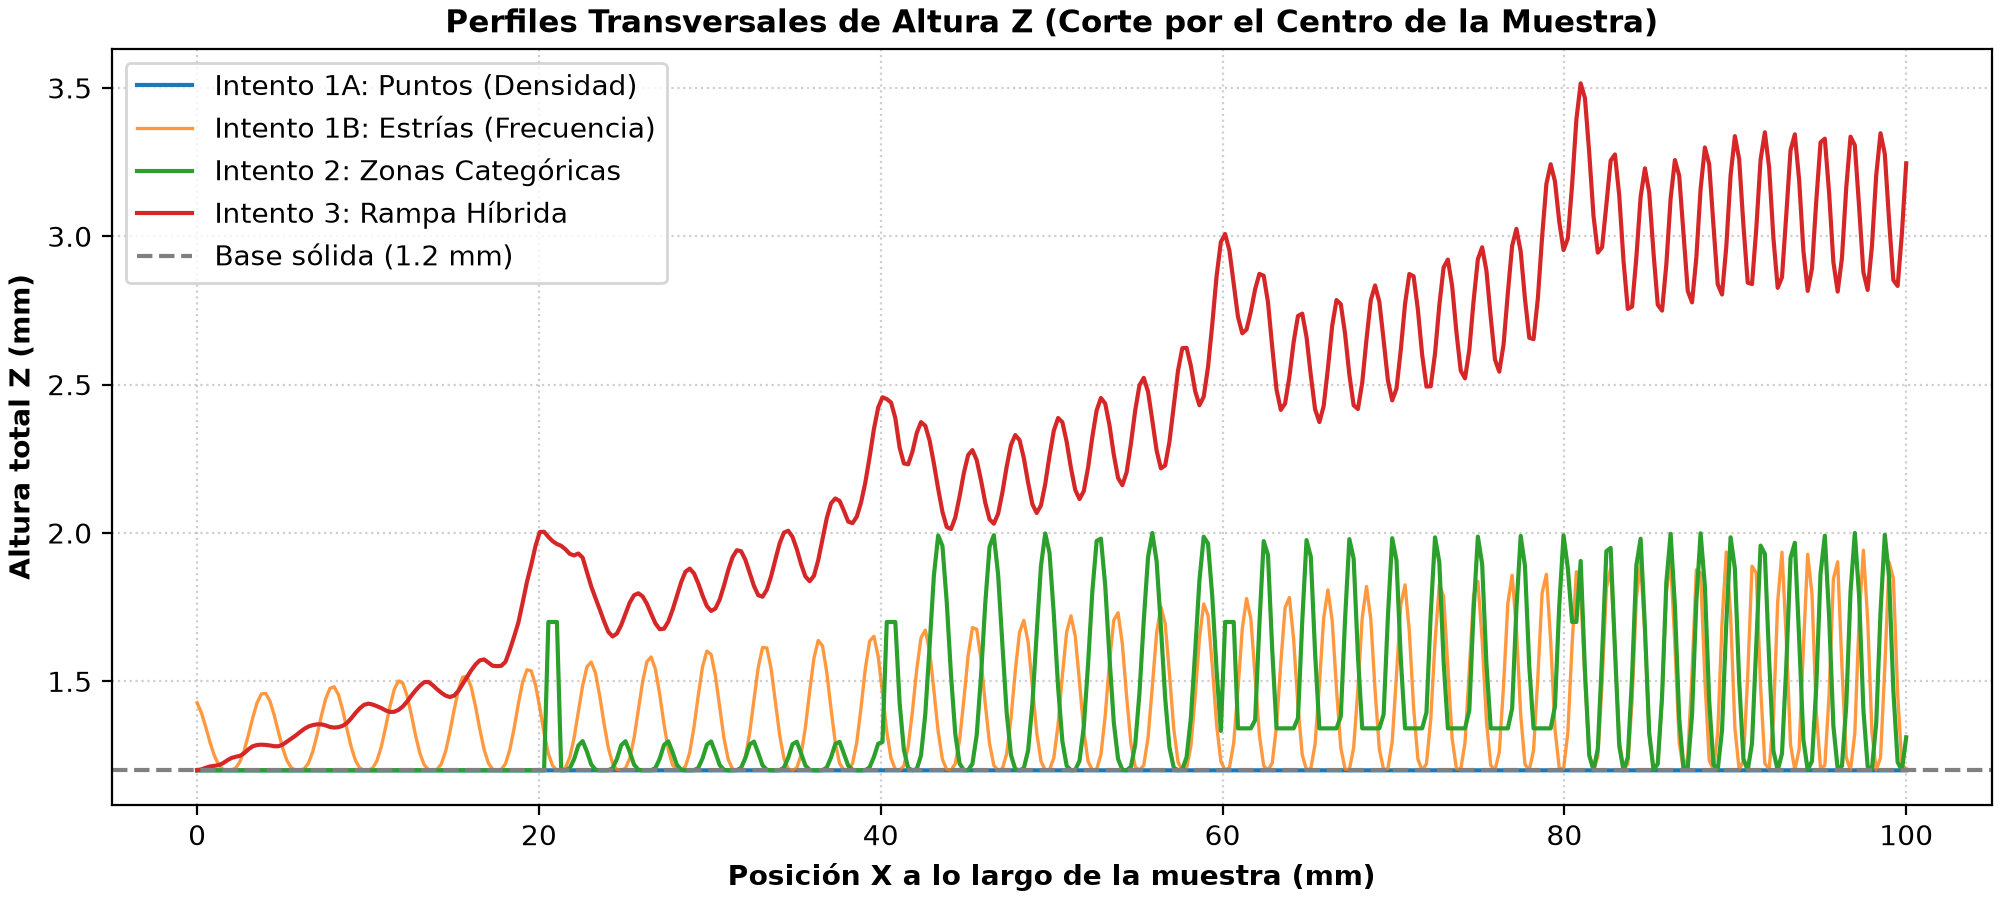 Perfiles Transversales de Altura Z (Corte por el Centro de la Muestra)
Intento 1A: Puntos (Densidad)
Intento 1B: Estrías (Frecuencia)
Intento 2: Zonas Categóricas
Intento 3: Rampa Híbrida
Base sólida (1.2 mm)
Altura total Z (mm)
3.5
3.0
2.5
2.0
1.5
0 20 40 60 80 100
Posición X a lo largo de la muestra (mm)